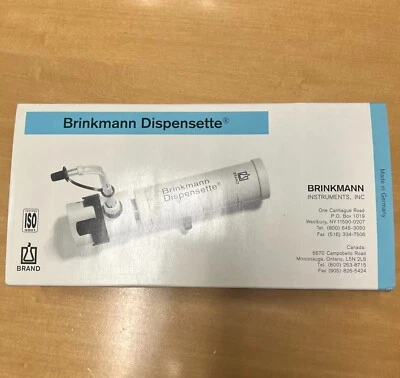 Brinkmann Dispensette®
Brinkmann
Dispensette®
BRAND
ISO
BRAND
BRINKMANN
INSTRUMENTS, INC
One Cantiague Road
P.O. Box 1019
Westbury, NY 11590-0207
Tel. (800) 645-3050
Fax (516) 334-7506
Canada:
6670 Campobello Road
Mississauga, Ontario, L5N 2L8
Tel. (800) 263-8715
Fax (905) 826-5424
Made in Germany